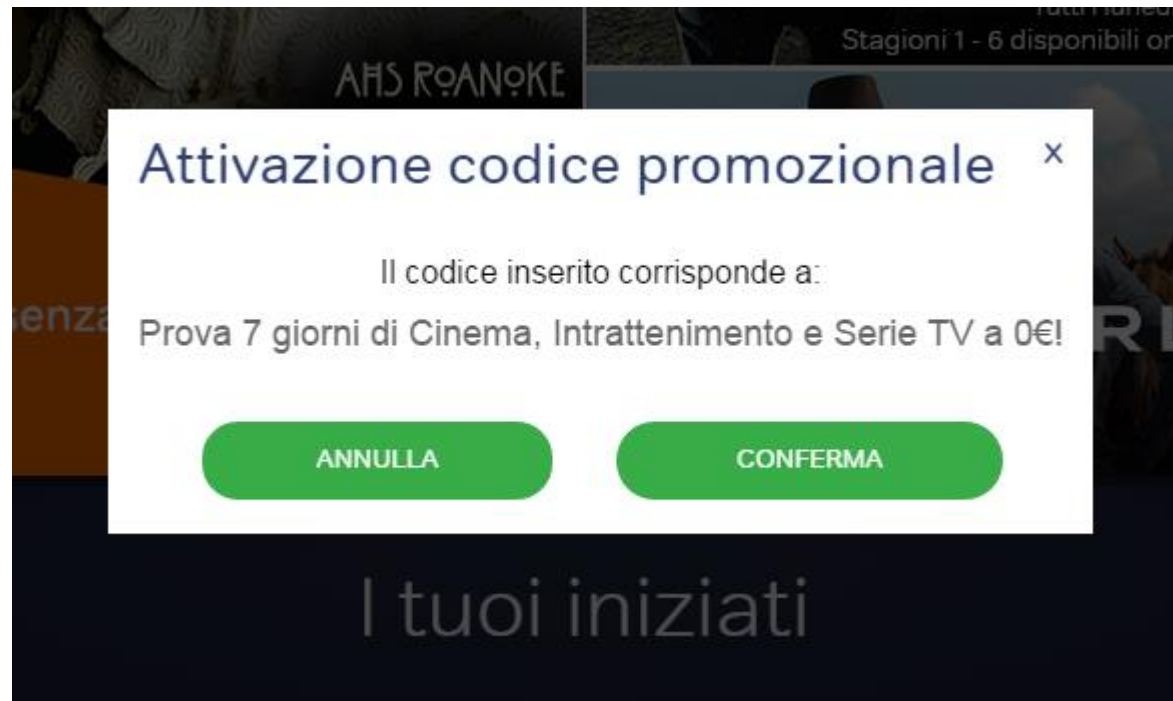 Stagioni 1 - 6 disponibili
AHS ROANOKE
Attivazione codice promozionale x
Il codice inserito corrisponde a:
senza
Prova 7 giorni di Cinema, Intrattenimento e Serie TV a 0€!
ANNULLA
CONFERMA
I tuoi iniziati